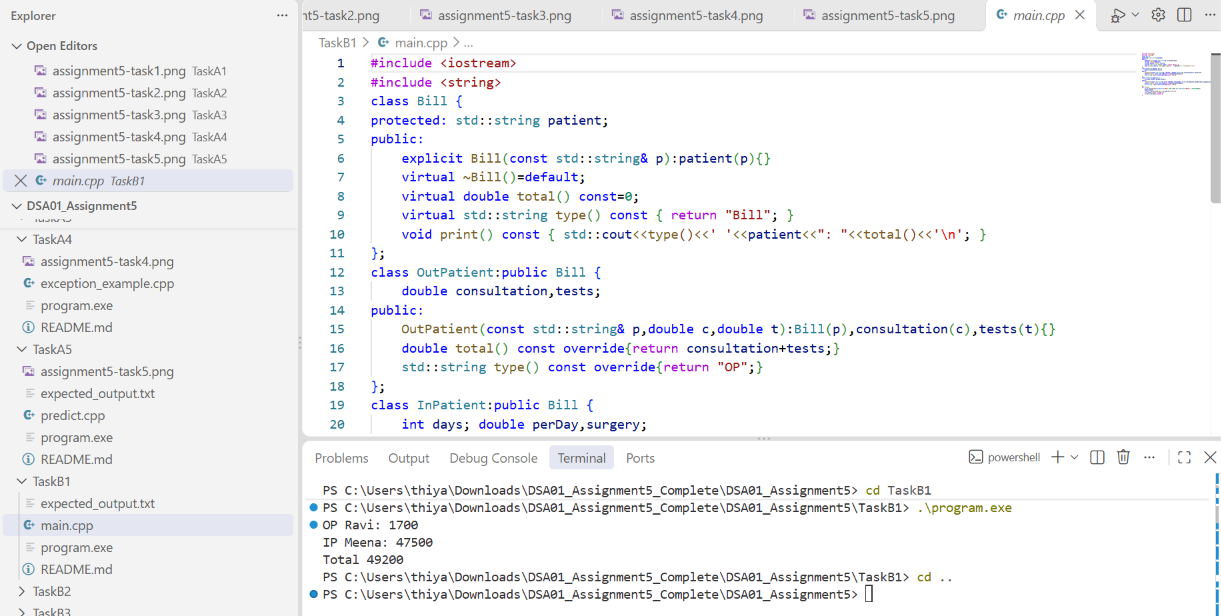 Explorer
Open Editors
assignment5-task1.png TaskA1
assignment5-task2.png TaskA2
assignment5-task3.png TaskA3
assignment5-task4.png TaskA4
assignment5-task5.png TaskA5
main.cpp TaskB1
DSA01_Assignment5
TaskA4
assignment5-task4.png
exception_example.cpp
program.exe
README.md
TaskA5
assignment5-task5.png
expected_output.txt
predict.cpp
program.exe
README.md
TaskB1
expected_output.txt
main.cpp
program.exe
README.md
TaskB2
TaskB3
nt5-task2.png assignment5-task3.png assignment5-task4.png assignment5-task5.png main.cpp
TaskB1 > main.cpp > ...
1 #include <iostream>
2 #include <string>
3 class Bill {
4 protected: std::string patient;
5 public:
6 explicit Bill(const std::string& p):patient(p){}
7 virtual ~Bill()=default;
8 virtual double total() const=0;
9 virtual std::string type() const { return "Bill"; }
10 void print() const { std::cout<<type()<<' '<<patient<<": "<<total()<<'\n'; }
11 };
12 class OutPatient:public Bill {
13 double consultation,tests;
14 public:
15 OutPatient(const std::string& p,double c,double t):Bill(p),consultation(c),tests(t){}
16 double total() const override{return consultation+tests;}
17 std::string type() const override{return "OP";}
18 };
19 class InPatient:public Bill {
20 int days; double perDay,surgery;
Problems Output Debug Console Terminal Ports
powershell
PS C:\Users\thiya\Downloads\DSA01_Assignment5_Complete\DSA01_Assignment5> cd TaskB1
PS C:\Users\thiya\Downloads\DSA01_Assignment5_Complete\DSA01_Assignment5\TaskB1> .\program.exe
OP Ravi: 1700
IP Meena: 47500
Total 49200
PS C:\Users\thiya\Downloads\DSA01_Assignment5_Complete\DSA01_Assignment5\TaskB1> cd ..
PS C:\Users\thiya\Downloads\DSA01_Assignment5_Complete\DSA01_Assignment5>